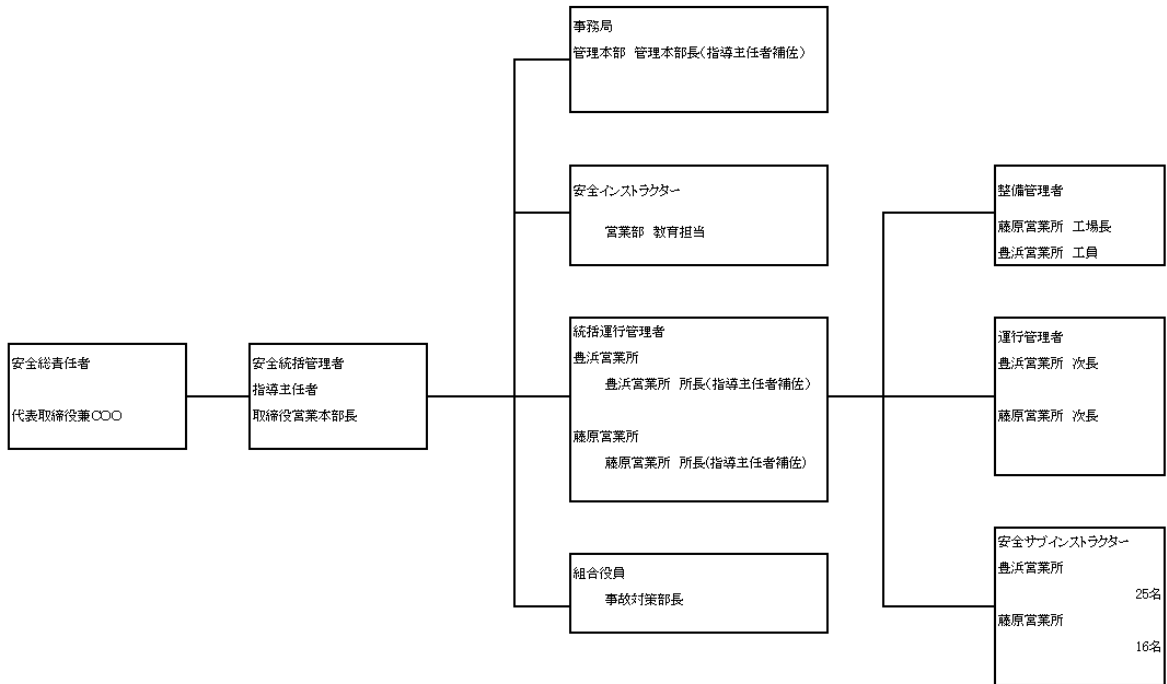 事務局
管理本部 管理本部長(指導主任者補佐)
安全インストラクター
営業部 教育担当
整備管理者
藤原営業所 工場長
豊浜営業所 工員
安全総責任者
代表取締役兼COO
安全統括管理者
指導主任者
取締役営業本部長
統括運行管理者
豊浜営業所
豊浜営業所 所長(指導主任者補佐)
藤原営業所
藤原営業所 所長(指導主任者補佐)
運行管理者
豊浜営業所 次長
藤原営業所 次長
組合役員
事故対策部長
安全サブインストラクター
豊浜営業所
25名
藤原営業所
16名